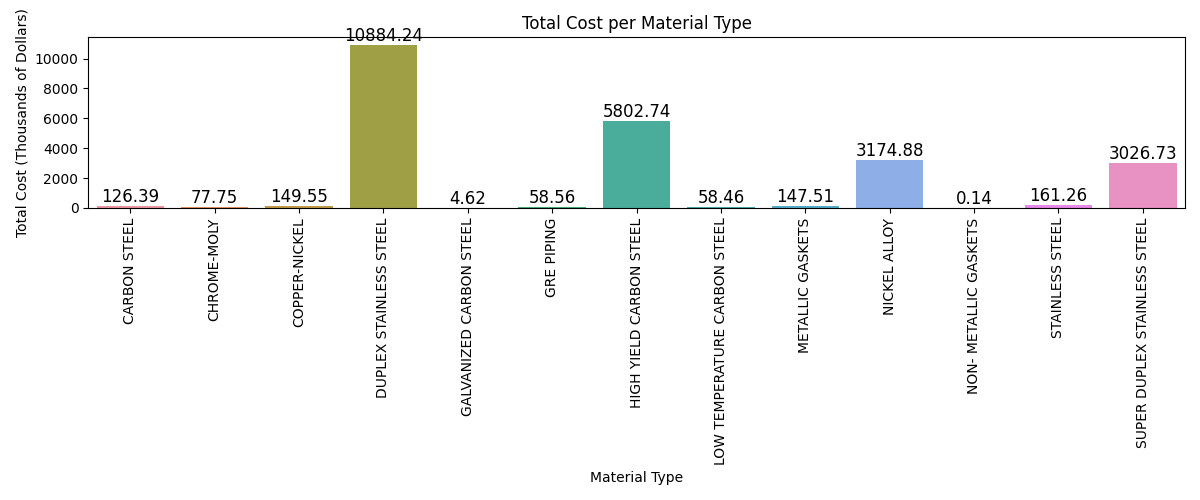 Total Cost per Material Type
Total Cost (Thousands of Dollars)
10000
8000
6000
4000
2000
0
126.39
77.75
149.55
10884.24
4.62
58.56
5802.74
58.46
147.51
3174.88
0.14
161.26
3026.73
CARBON STEEL
CHROME-MOLY
COPPER-NICKEL
DUPLEX STAINLESS STEEL
GALVANIZED CARBON STEEL
GRE PIPING
HIGH YIELD CARBON STEEL
LOW TEMPERATURE CARBON STEEL
METALLIC GASKETS
NICKEL ALLOY
NON- METALLIC GASKETS
STAINLESS STEEL
SUPER DUPLEX STAINLESS STEEL
Material Type